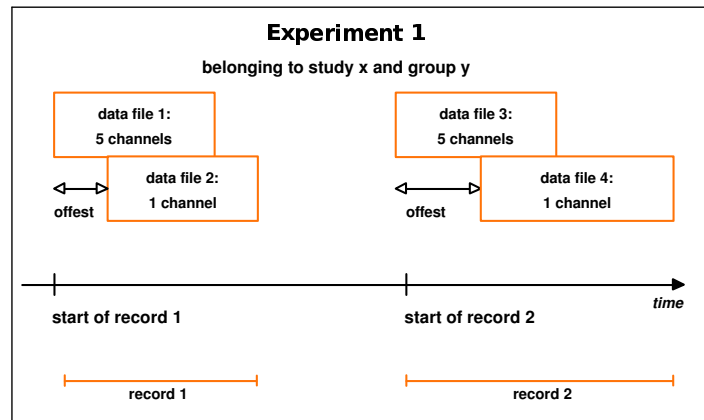 Experiment 1
belonging to study x and group y
data file 1:
5 channels
data file 2:
1 channel
offest
data file 3:
5 channels
data file 4:
1 channel
offest
time
start of record 1
start of record 2
record 1
record 2